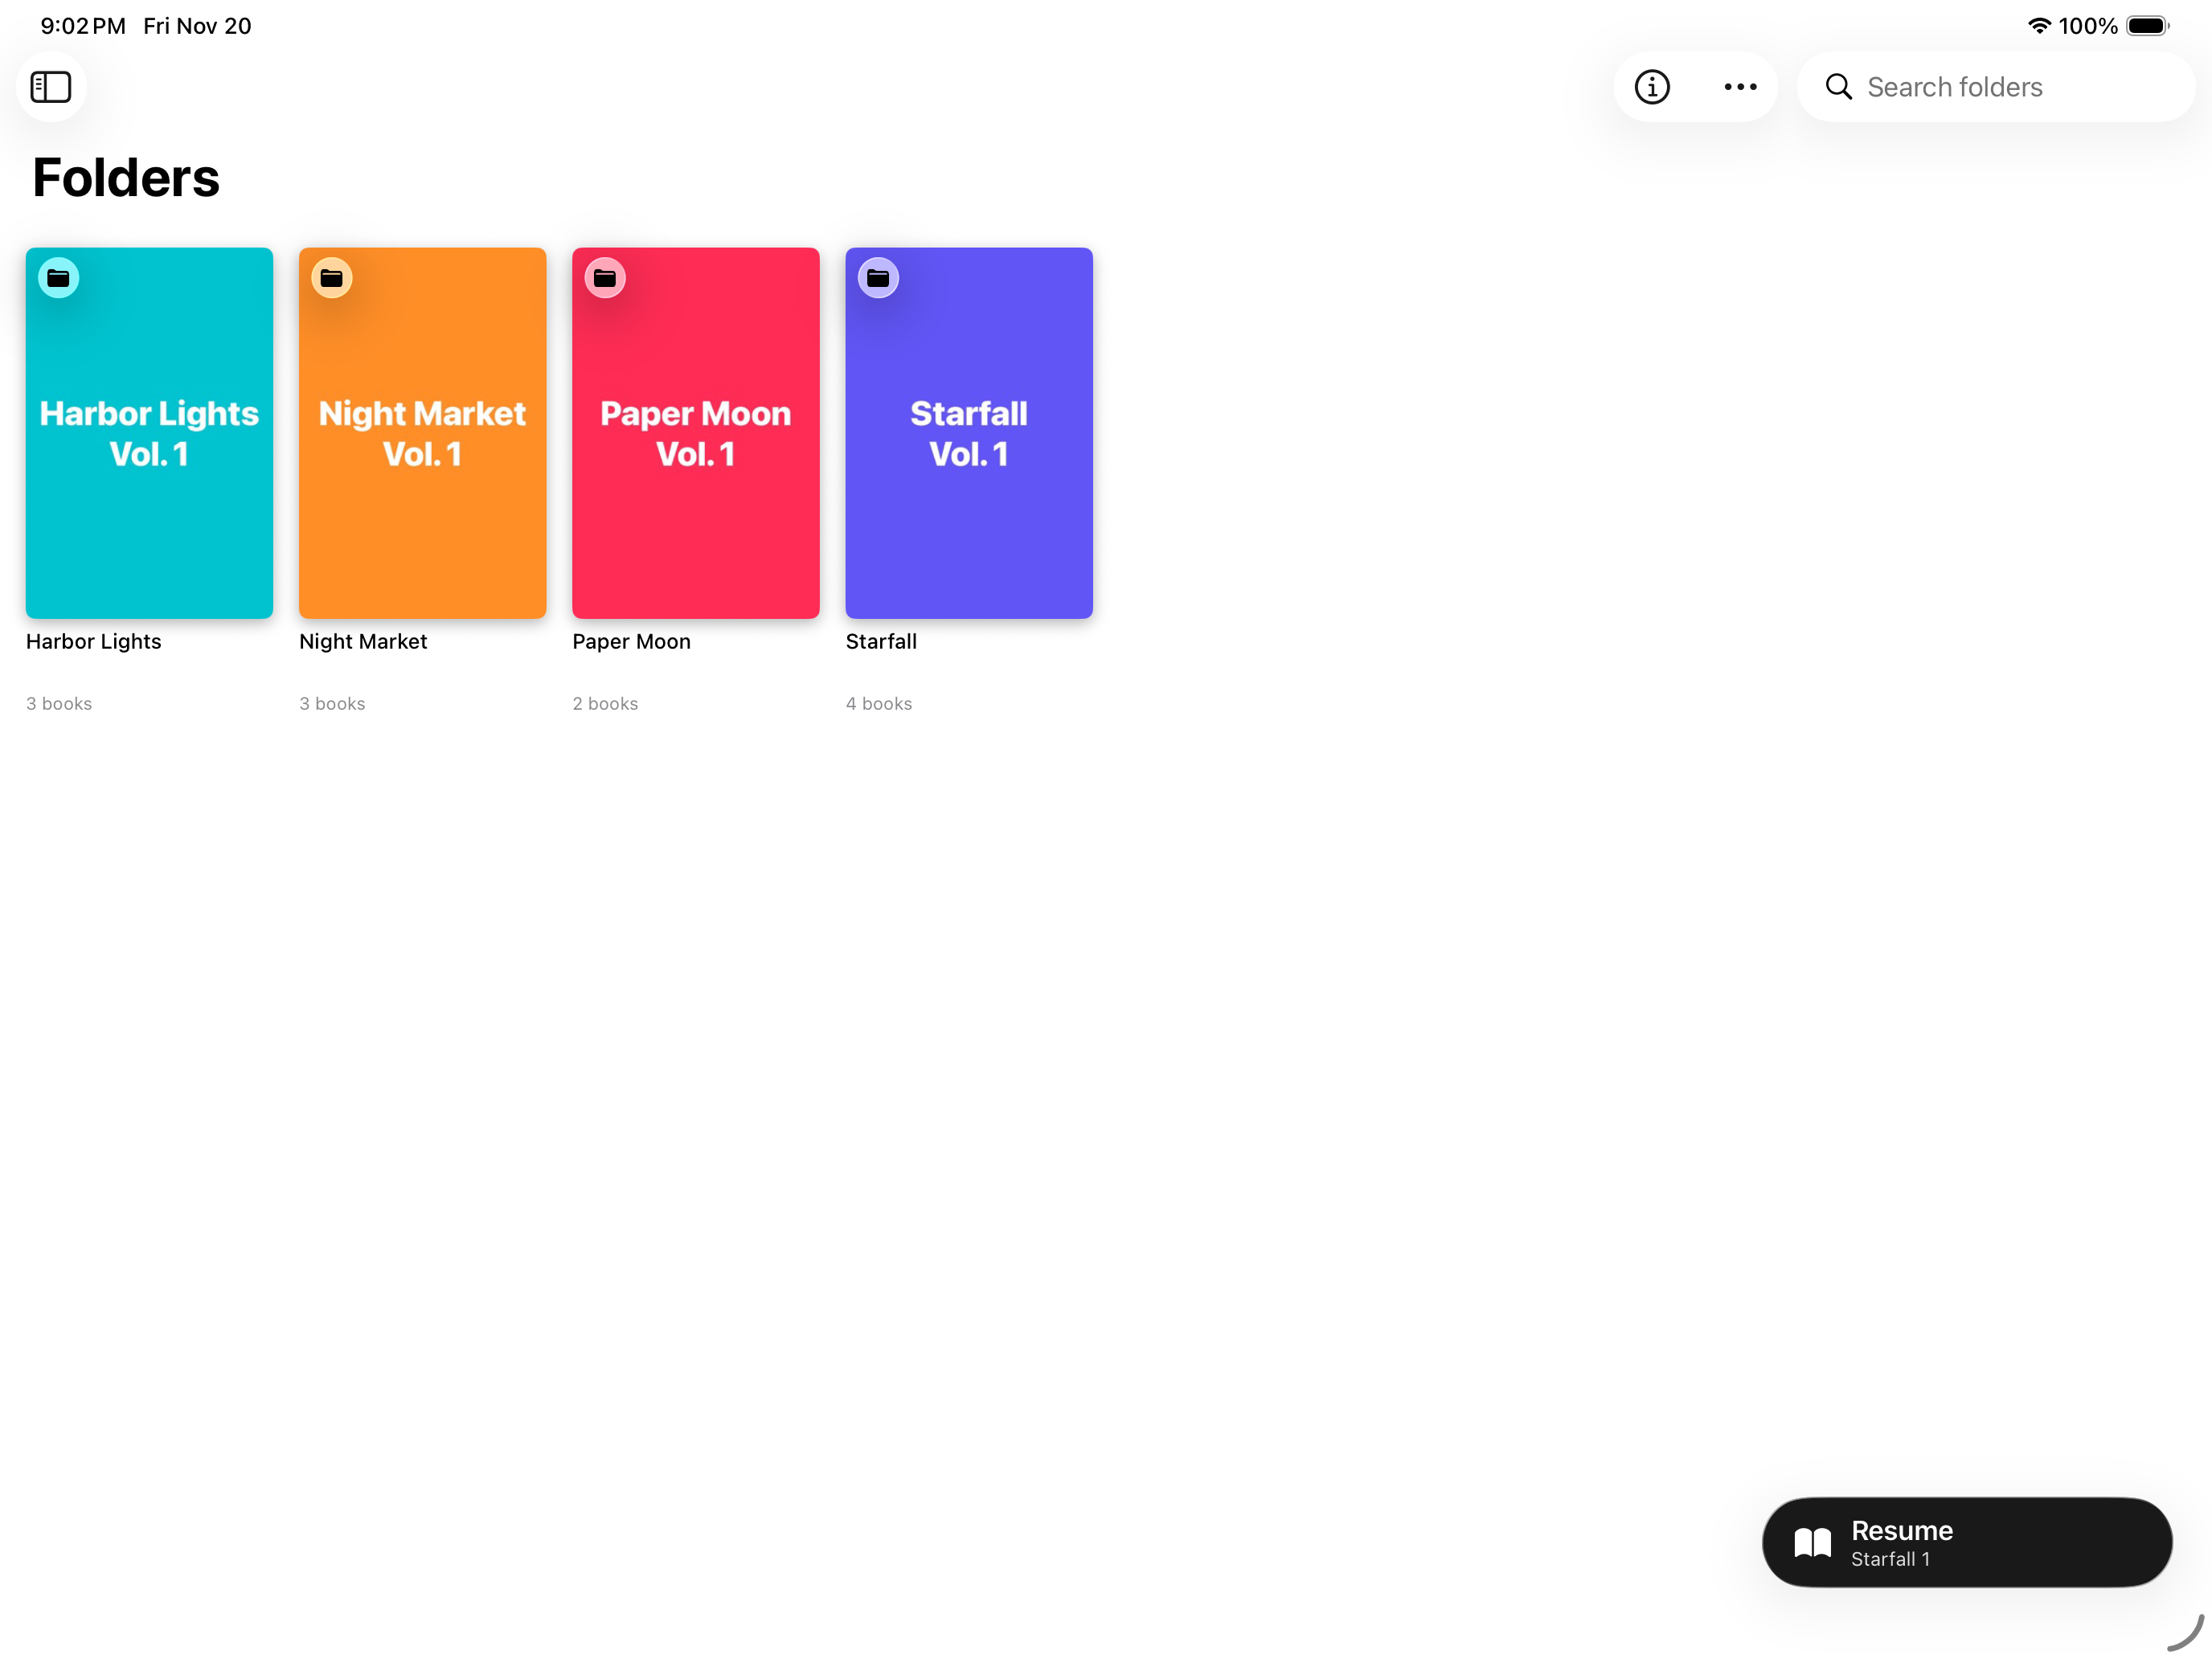 9:02 PM Fri Nov 20
100%
Search folders
Folders
Harbor Lights
Vol. 1
Night Market
Vol. 1
Paper Moon
Vol. 1
Starfall
Vol. 1
Harbor Lights
Night Market
Paper Moon
Starfall
3 books
3 books
2 books
4 books
Resume
Starfall 1